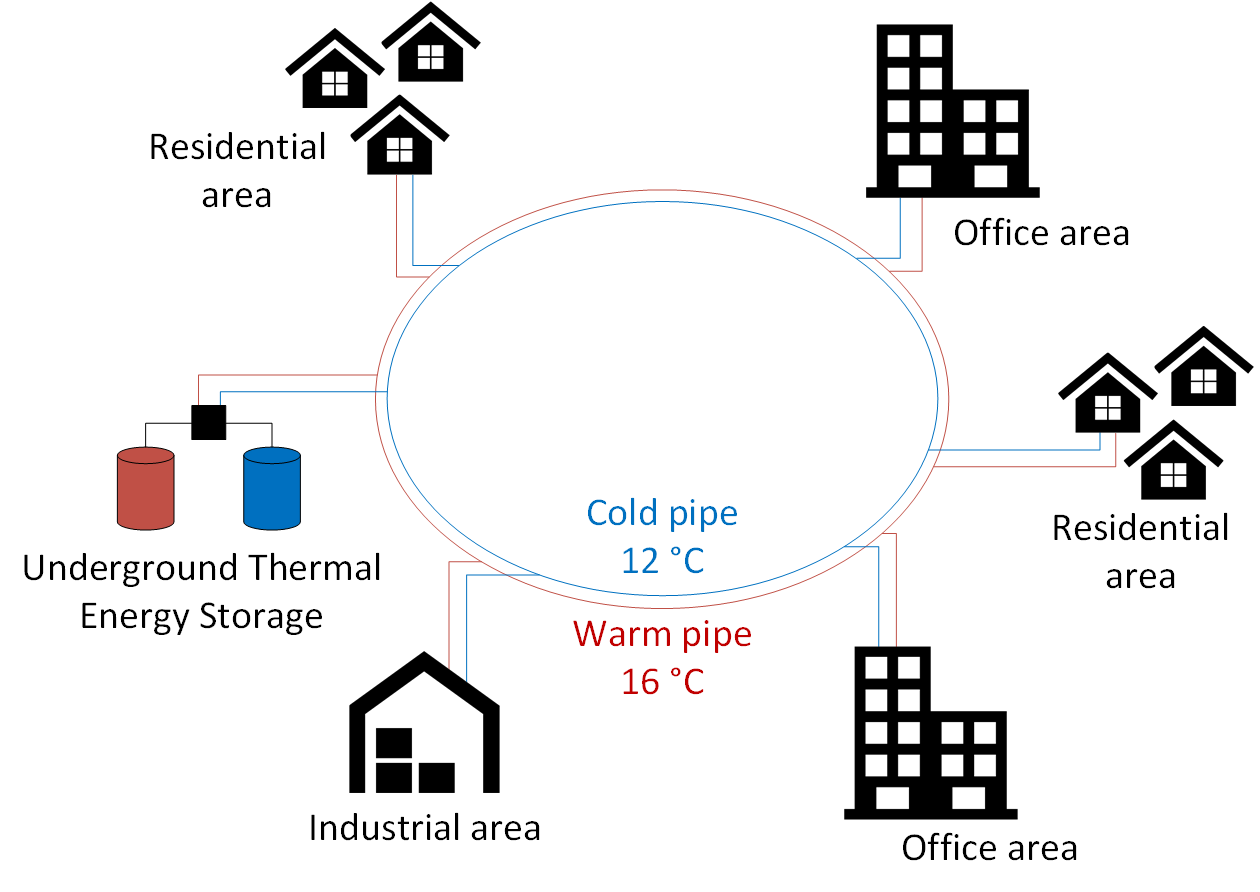 Residential
area
Office area
Residential
area
Cold pipe
12 °C
Underground Thermal
Energy Storage
Warm pipe
16 °C
Industrial area
Office area